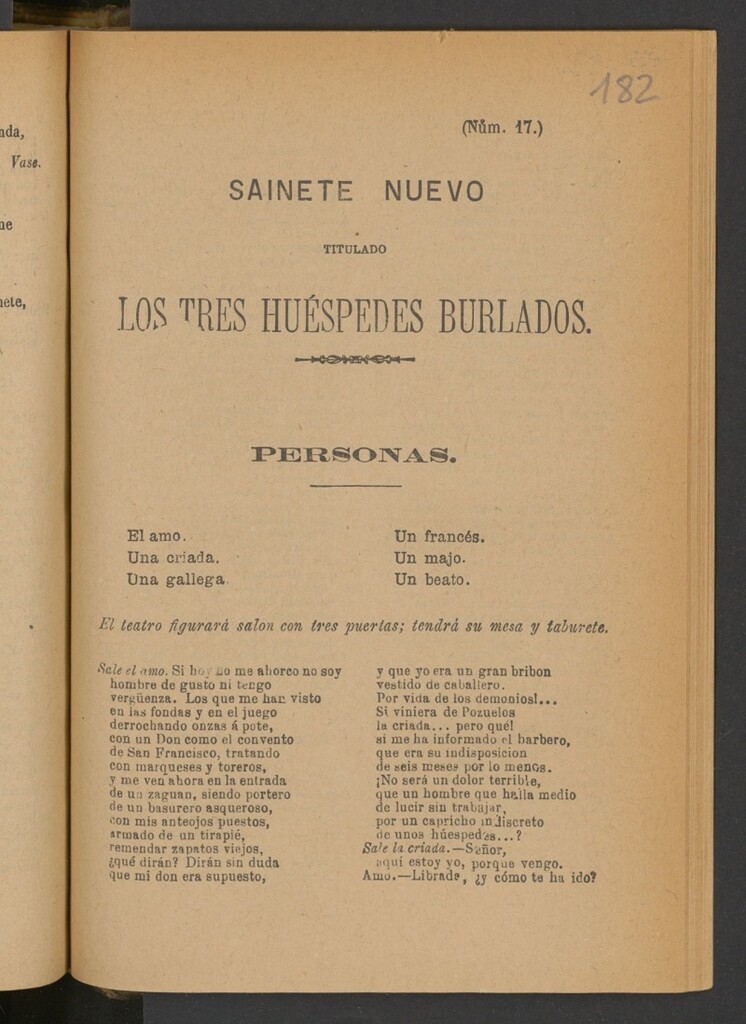 ada,
Vase.
ne
nete,
182
(Núm. 17.)
SAINETE NUEVO
TITULADO
LOS TRES HUÉSPEDES BURLADOS.
PERSONAS.
El amo.
Una criada.
Una gallega.
Un francés.
Un majo.
Un beato.
El teatro figurará salon con tres puertas; tendrá su mesa y taburete.
Sale el amo. Si hoy no me ahorco no soy
hombre de gusto ni tengo
vergüenza. Los que me han visto
en las fondas y en el juego
derrochando onzas á pote,
con un Don como el convento
de San Francisco, tratando
con marqueses y toreros,
y me ven ahora en la entrada
de un zaguan, siendo portero
de un basurero asqueroso,
con mis anteojos puestos,
armado de un tirapié,
remendar zapatos viejos,
¿qué dirán? Dirán sin duda
que mi don era supuesto,
y que yo era un gran bribon
vestido de caballero.
Por vida de los demonios!...
Si viniera de Pozuelos
la criada... pero qué!
si me ha informado el barbero,
que era su indisposicion
de seis meses por lo menos.
¡No será un dolor terrible,
que un hombre que halla medio
de lucir sin trabajar,
por un capricho indiscreto
de unos húespedes...?
Sale la criada.—Señor,
aquí estoy yo, porque vengo.
Amo.—Librada, ¿y cómo te ha ido?